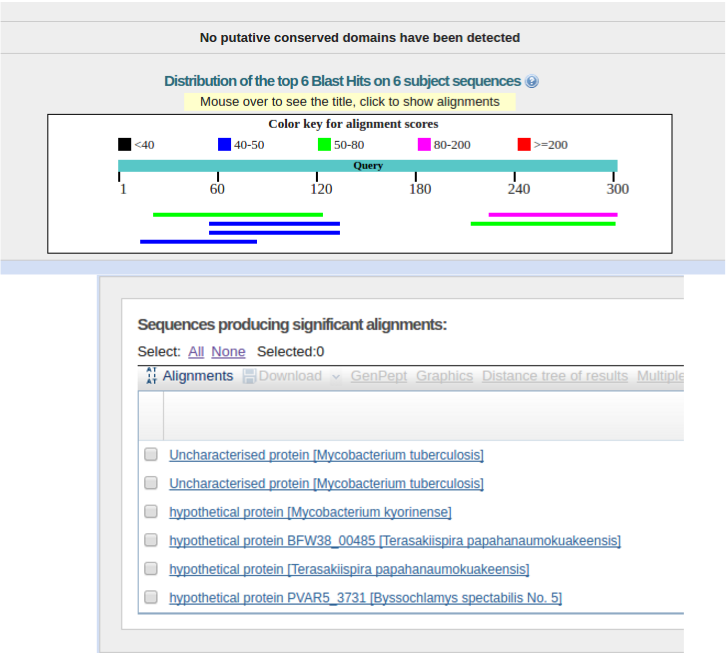 No putative conserved domains have been detected
Distribution of the top 6 Blast Hits on 6 subject sequences ?
Mouse over to see the title, click to show alignments
Color key for alignment scores
<40 40-50 50-80 80-200 >=200
Query
1 60 120 180 240 300
Sequences producing significant alignments:
Select: All None Selected:0
Alignments Download GenPept Graphics Distance tree of results Multiple
Uncharacterised protein [Mycobacterium tuberculosis]
Uncharacterised protein [Mycobacterium tuberculosis]
hypothetical protein [Mycobacterium kyorinense]
hypothetical protein BFW38_00485 [Terasakiispira papahanaumokuakeensis]
hypothetical protein [Terasakiispira papahanaumokuakeensis]
hypothetical protein PVAR5_3731 [Byssochlamys spectabilis No. 5]